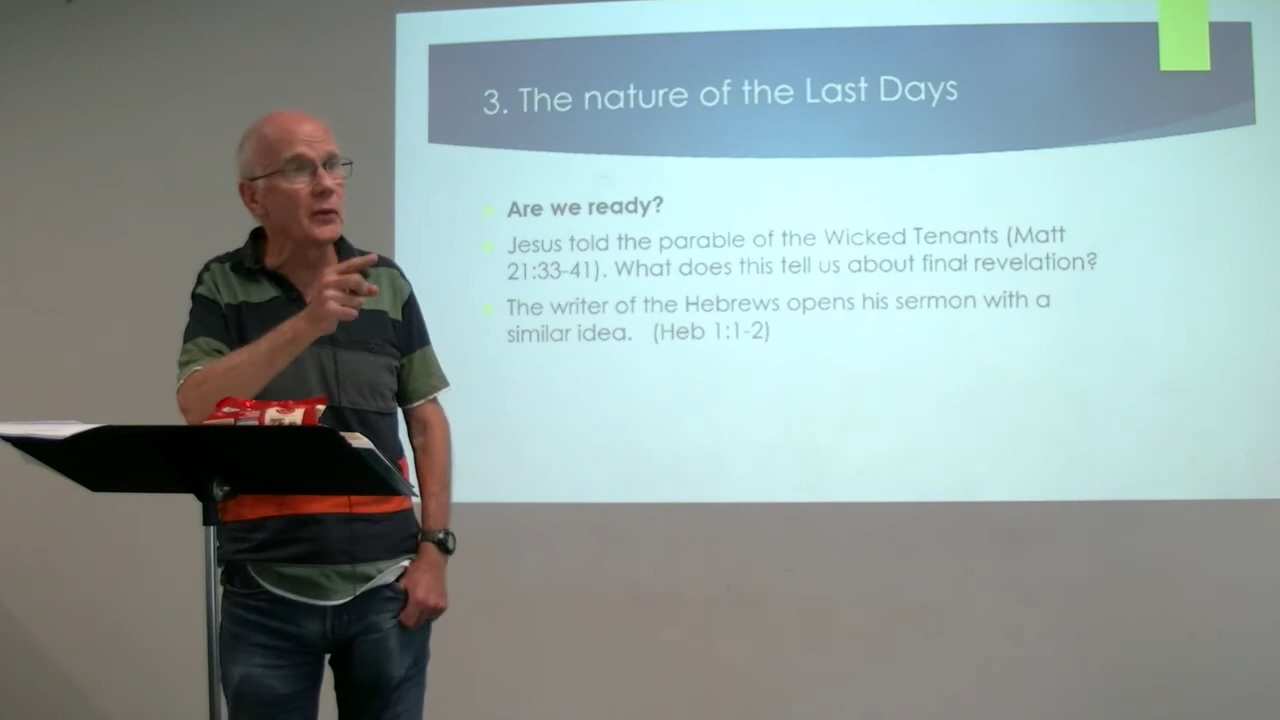 3. The nature of the Last Days
Are we ready?
Jesus told the parable of the Wicked Tenants (Matt
21:33-41). What does this tell us about final revelation?
The writer of the Hebrews opens his sermon with a
similar idea. (Heb 1:1-2)